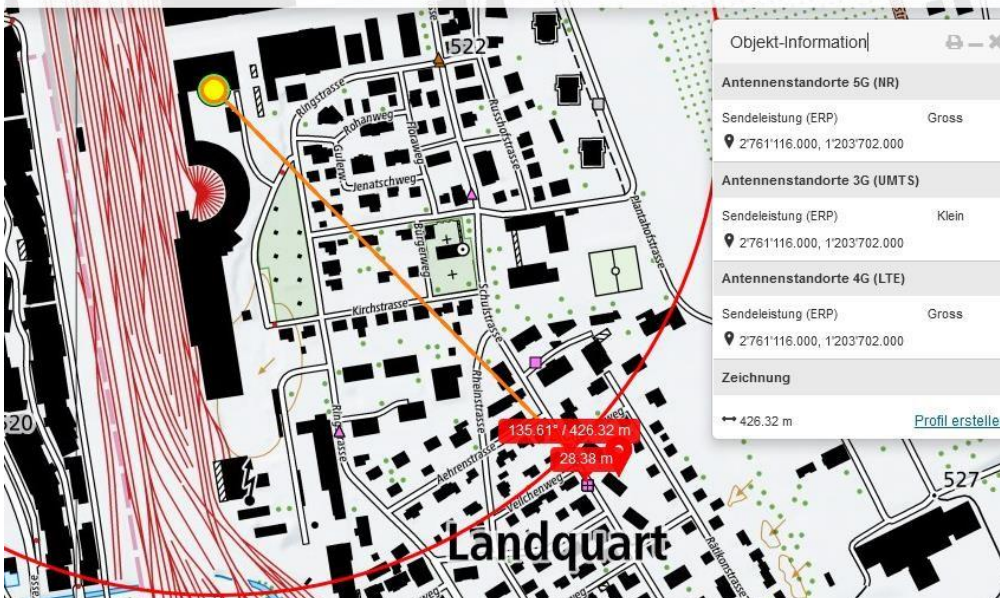 522
Ringstrasse
Rohanweg
Gulerw.
Floraweg
Jenatschweg
Russhofstrasse
Plantahofstrasse
Bürgerweg
Kirchstrasse
Schulstrasse
Rheinstrasse
Aehrenstrasse
135.61° / 426.32 m
28.38 m
Veilchenweg
Landquart
Rätikonstrasse
527
Objekt-Information
Antennenstandorte 5G (NR)
Sendeleistung (ERP) Gross
2'761'116.000, 1'203'702.000
Antennenstandorte 3G (UMTS)
Sendeleistung (ERP) Klein
2'761'116.000, 1'203'702.000
Antennenstandorte 4G (LTE)
Sendeleistung (ERP) Gross
2'761'116.000, 1'203'702.000
Zeichnung
426.32 m Profil erstelle